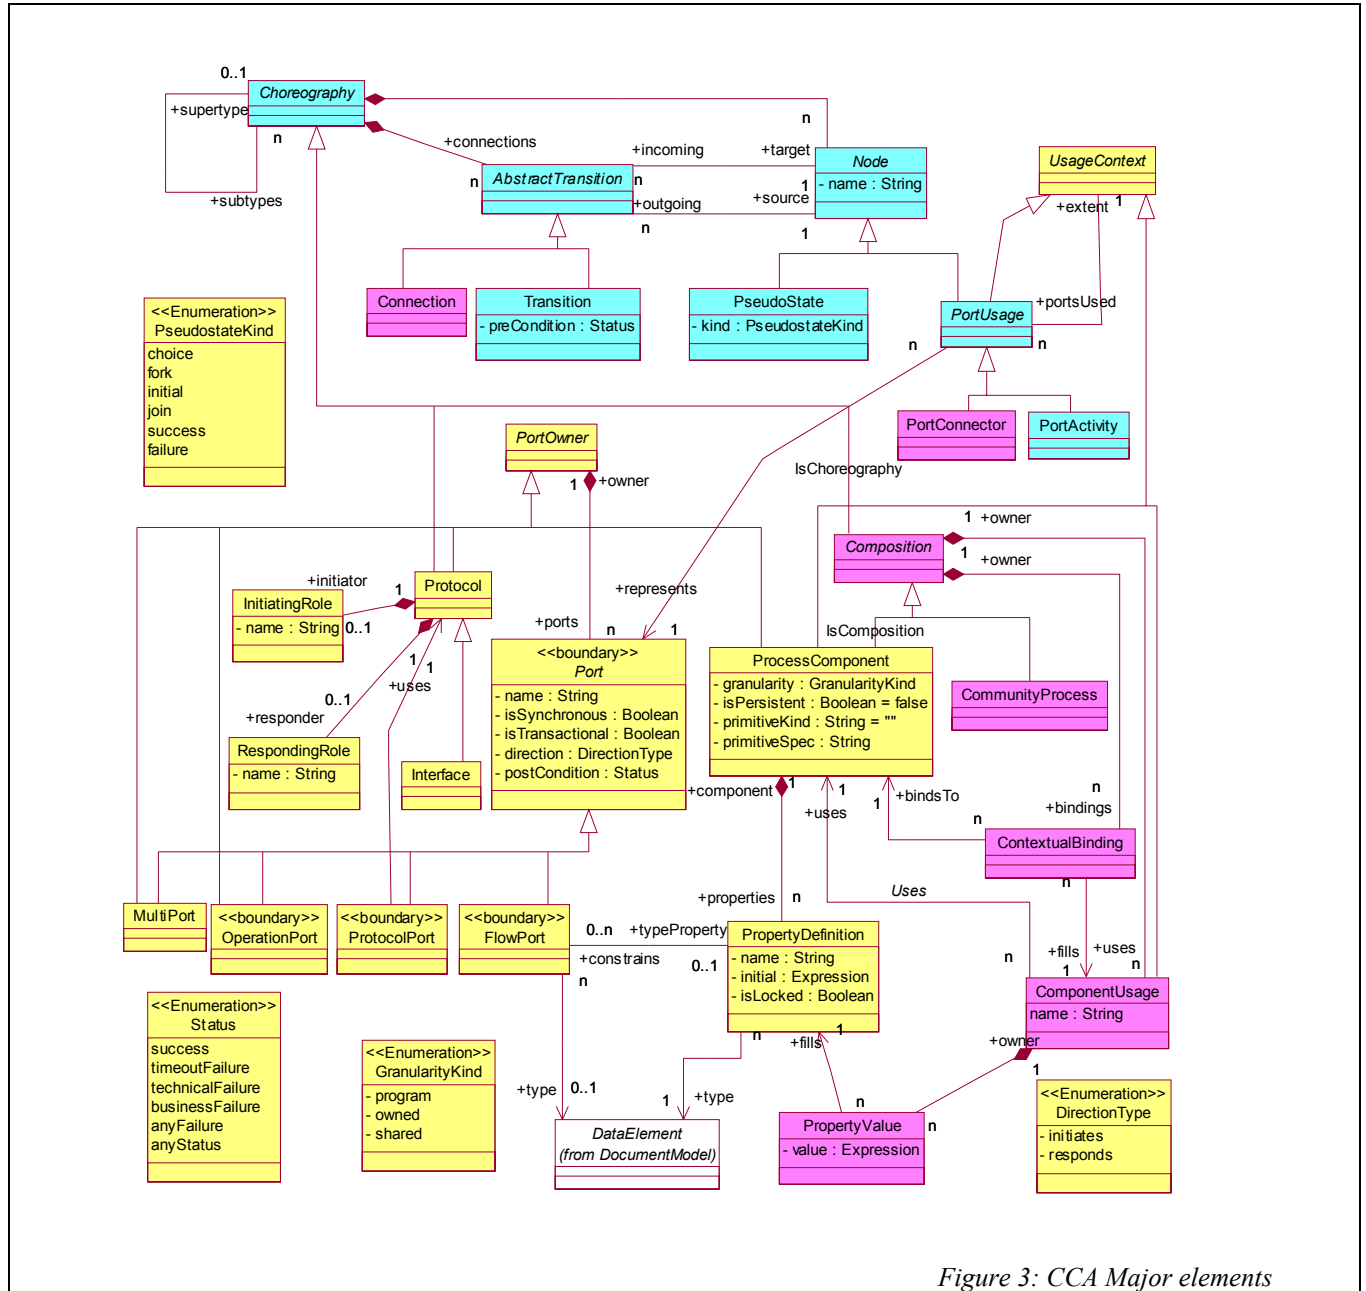 0..1
Choreography
+supertype
n
+subtypes
+connections
n
AbstractTransition
n
+incoming
+target
n
+outgoing
n
+source
1
1
Node
- name : String
UsageContext
+extent
1
Connection
Transition
- preCondition : Status
PseudoState
- kind : PseudostateKind
+portsUsed
PortUsage
n
n
<<Enumeration>>
PseudostateKind
choice
fork
initial
join
success
failure
PortOwner
1
+owner
PortConnector
PortActivity
IsChoreography
1
+owner
Composition
1
+owner
+initiator
1
Protocol
InitiatingRole
- name : String
0..1
+represents
+ports
n
1
IsComposition
<<boundary>>
Port
- name : String
- isSynchronous : Boolean
- isTransactional : Boolean
- direction : DirectionType
- postCondition : Status
ProcessComponent
- granularity : GranularityKind
- isPersistent : Boolean = false
- primitiveKind : String = ""
- primitiveSpec : String
CommunityProcess
1
1
+uses
0..1
+responder
RespondingRole
- name : String
Interface
+component
1
1
+uses
1
+bindsTo
n
n
+bindings
ContextualBinding
n
Uses
+properties
n
MultiPort
<<boundary>>
OperationPort
<<boundary>>
ProtocolPort
<<boundary>>
FlowPort
0..n
+typeProperty
+constrains
0..1
n
PropertyDefinition
- name : String
- initial : Expression
- isLocked : Boolean
+fills
+uses
n
1
n
ComponentUsage
name : String
<<Enumeration>>
Status
success
timeoutFailure
technicalFailure
businessFailure
anyFailure
anyStatus
<<Enumeration>>
GranularityKind
- program
- owned
- shared
n
+fills
1
+owner
1
+type
0..1
1
+type
n
n
DataElement
(from DocumentModel)
PropertyValue
- value : Expression
<<Enumeration>>
DirectionType
- initiates
- responds
Figure 3: CCA Major elements